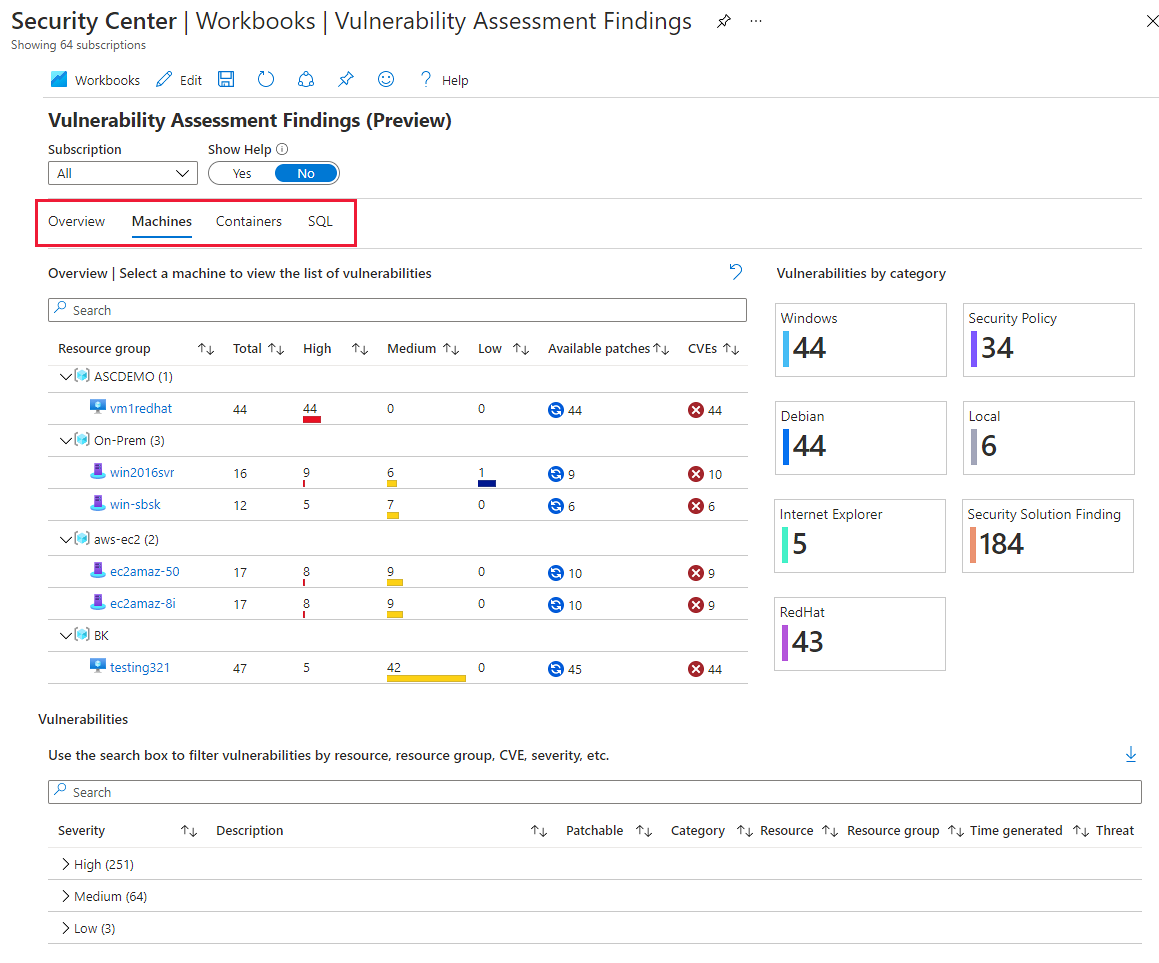 Security Center | Workbooks | Vulnerability Assessment Findings
Showing 64 subscriptions
Workbooks Edit Help
Vulnerability Assessment Findings (Preview)
Subscription Show Help
All Yes No
Overview Machines Containers SQL
Overview | Select a machine to view the list of vulnerabilities
Search
Resource group Total High Medium Low Available patches CVEs
ASCDEMO (1)
vm1redhat 44 44 0 0 44 44
On-Prem (3)
win2016svr 16 9 6 1 9 10
win-sbsk 12 5 7 0 6 6
aws-ec2 (2)
ec2amaz-50 17 8 9 0 10 9
ec2amaz-8i 17 8 9 0 10 9
BK
testing321 47 5 42 0 45 44
Vulnerabilities by category
Windows
44
Security Policy
34
Debian
44
Local
6
Internet Explorer
5
Security Solution Finding
184
RedHat
43
Vulnerabilities
Use the search box to filter vulnerabilities by resource, resource group, CVE, severity, etc.
Search
Severity Description Patchable Category Resource Resource group Time generated Threat
High (251)
Medium (64)
Low (3)